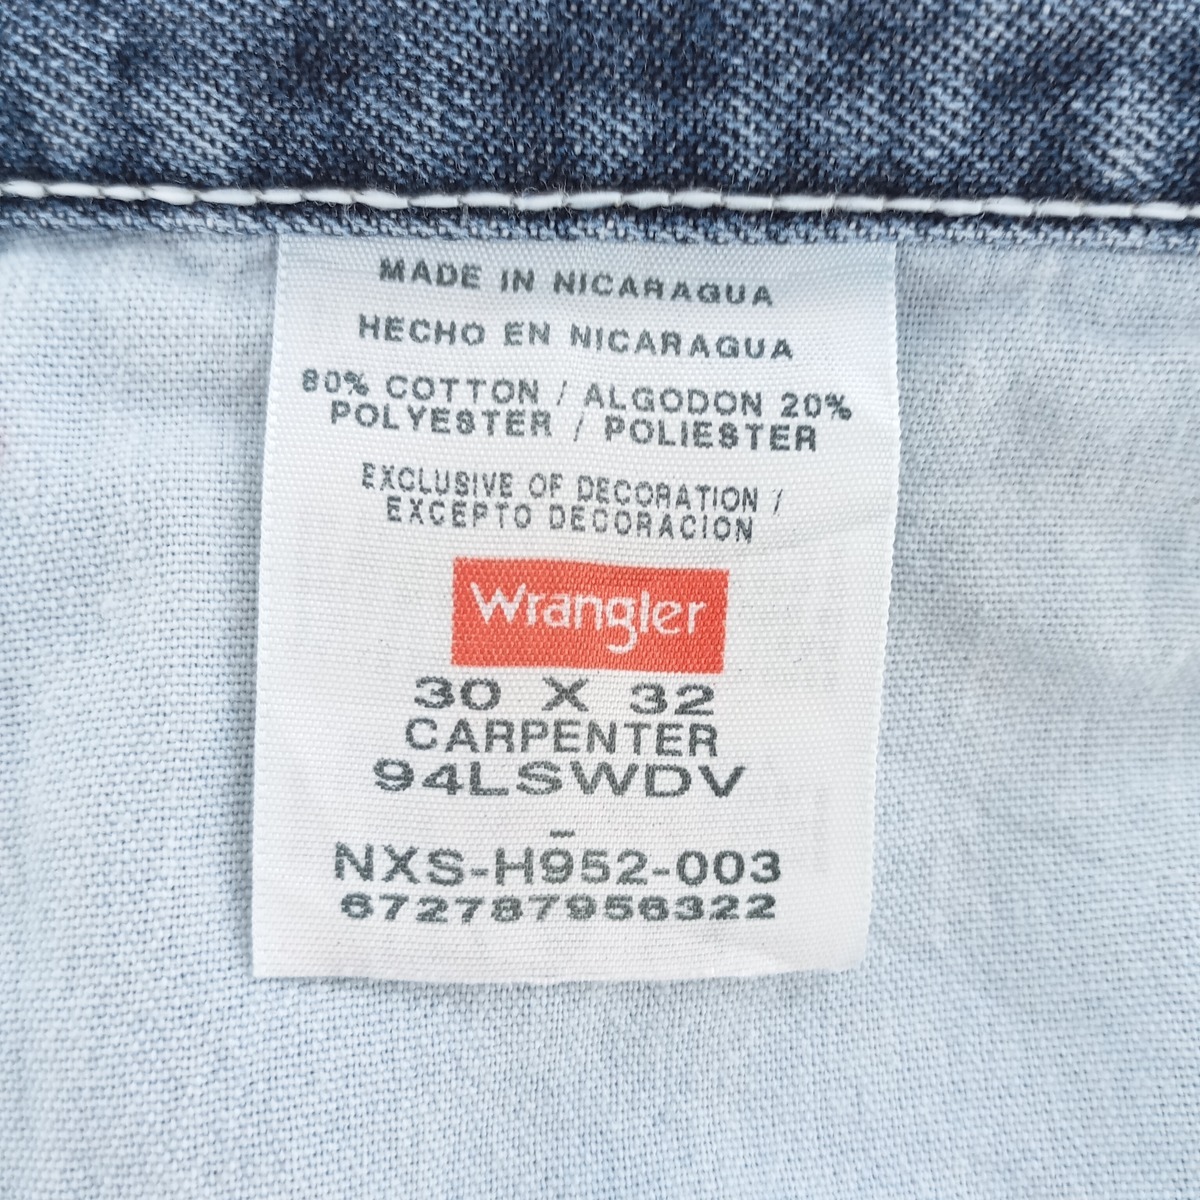 MADE IN NICARAGUA
HECHO EN NICARAGUA
80% COTTON / ALGODON 20%
POLYESTER / POLIESTER
EXCLUSIVE OF DECORATION /
EXCEPTO DECORACION
Wrangler
30 X 32
CARPENTER
94LSWDV
-
NXS-H952-003
672787956322